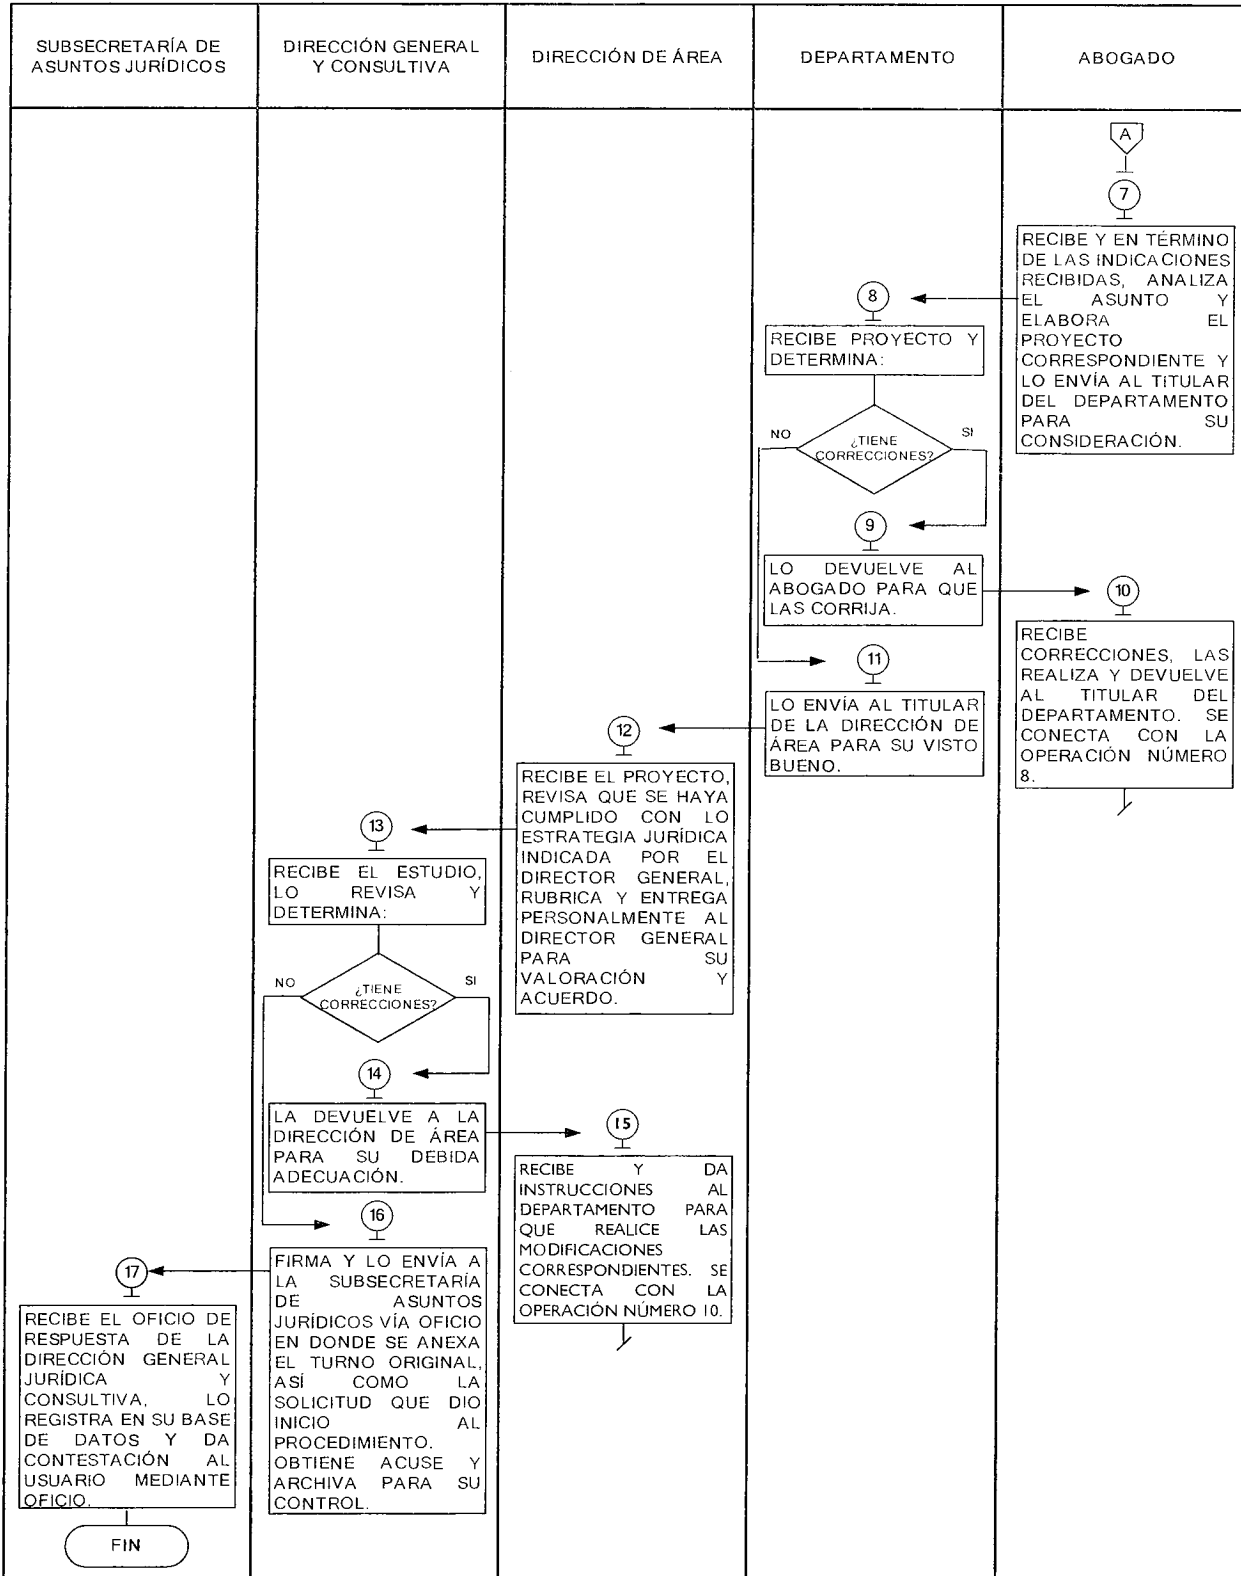 SUBSECRETARÍA DE
ASUNTOS JURÍDICOS
DIRECCIÓN GENERAL
Y CONSULTIVA
DIRECCIÓN DE ÁREA
DEPARTAMENTO
ABOGADO
A
7
RECIBE Y EN TÉRMINO
DE LAS INDICACIONES
RECIBIDAS, ANALIZA
EL ASUNTO Y
ELABORA EL
PROYECTO
CORRESPONDIENTE Y
LO ENVÍA AL TITULAR
DEL DEPARTAMENTO
PARA SU
CONSIDERACIÓN.
8
RECIBE PROYECTO Y
DETERMINA:
NO
¿TIENE
CORRECCIONES?
SI
9
LO DEVUELVE AL
ABOGADO PARA QUE
LAS CORRIJA.
10
RECIBE
CORRECCIONES, LAS
REALIZA Y DEVUELVE
AL TITULAR DEL
DEPARTAMENTO. SE
CONECTA CON LA
OPERACIÓN NÚMERO
8.
11
LO ENVÍA AL TITULAR
DE LA DIRECCIÓN DE
ÁREA PARA SU VISTO
BUENO.
12
RECIBE EL PROYECTO,
REVISA QUE SE HAYA
CUMPLIDO CON LO
ESTRATEGIA JURÍDICA
INDICADA POR EL
DIRECTOR GENERAL,
RUBRICA Y ENTREGA
PERSONALMENTE AL
DIRECTOR GENERAL
PARA SU
VALORACIÓN Y
ACUERDO.
13
RECIBE EL ESTUDIO,
LO REVISA Y
DETERMINA:
NO
¿TIENE
CORRECCIONES?
SI
14
LA DEVUELVE A LA
DIRECCIÓN DE ÁREA
PARA SU DEBIDA
ADECUACIÓN.
15
RECIBE Y DA
INSTRUCCIONES AL
DEPARTAMENTO PARA
QUE REALICE LAS
MODIFICACIONES
CORRESPONDIENTES. SE
CONECTA CON LA
OPERACIÓN NÚMERO 10.
16
FIRMA Y LO ENVÍA A
LA SUBSECRETARÍA
DE ASUNTOS
JURÍDICOS VÍA OFICIO
EN DONDE SE ANEXA
EL TURNO ORIGINAL,
ASÍ COMO LA
SOLICITUD QUE DIO
INICIO AL
PROCEDIMIENTO.
OBTIENE ACUSE Y
ARCHIVA PARA SU
CONTROL.
17
RECIBE EL OFICIO DE
RESPUESTA DE LA
DIRECCIÓN GENERAL
JURÍDICA Y
CONSULTIVA, LO
REGISTRA EN SU BASE
DE DATOS Y DA
CONTESTACIÓN AL
USUARIO MEDIANTE
OFICIO.
FIN